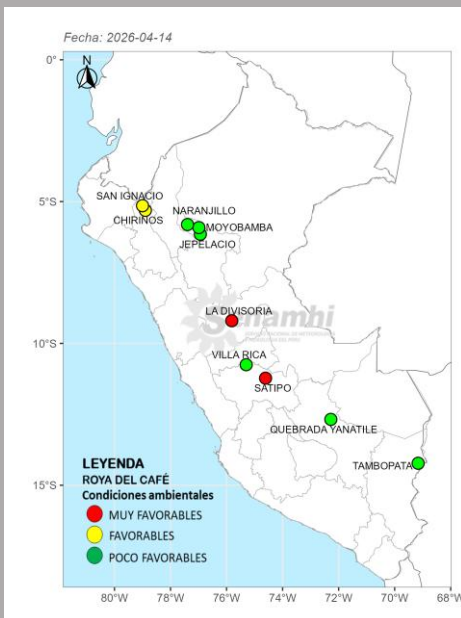 Fecha: 2026-04-14
N
0°
SAN IGNACIO
NARANJILLO
5°S
CHIRINOS
MOYOBAMBA
JEPELACIO
LA DIVISORIA
Senamhi
10°S
VILLA RICA
SATIPO
QUEBRADA YANATILE
TAMBOPATA
LEYENDA
ROYA DEL CAFÉ
15°S
Condiciones ambientales
MUY FAVORABLES
FAVORABLES
POCO FAVORABLES
80°W 78°W 76°W 74°W 72°W 70°W 68°W